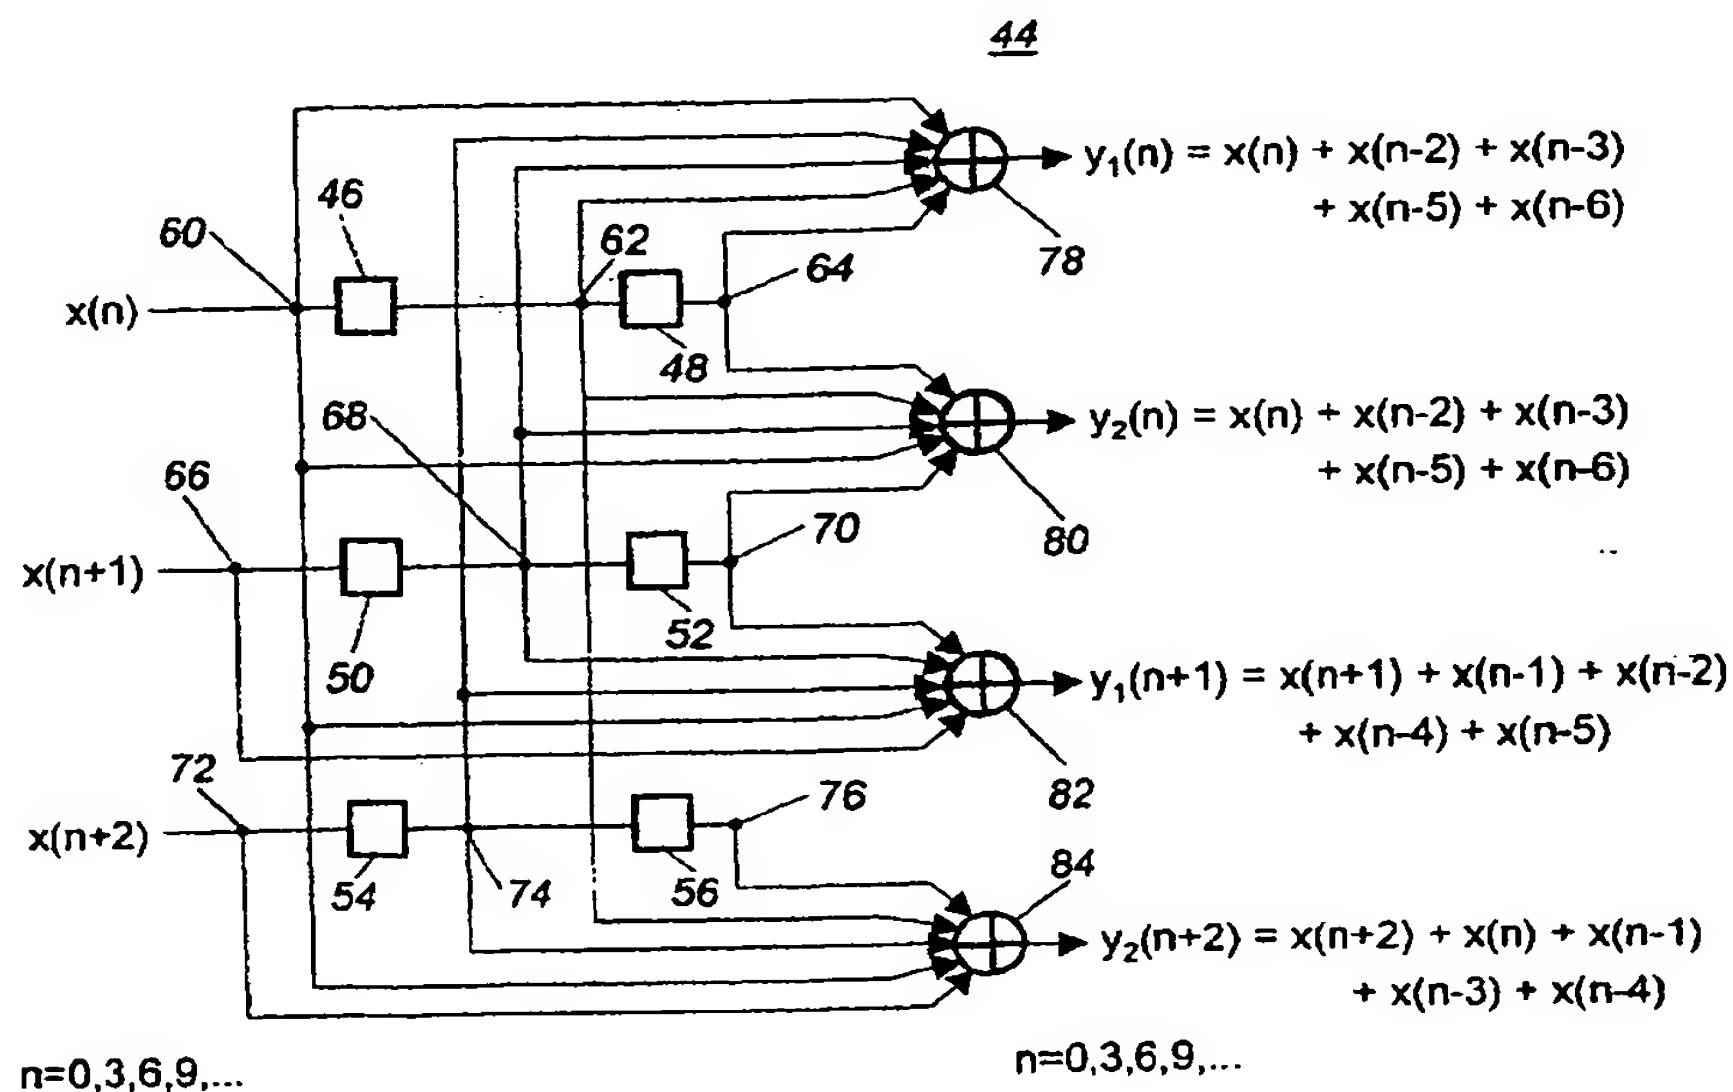 44
y₁(n) = x(n) + x(n-2) + x(n-3)
+ x(n-5) + x(n-6)
46
60
62
64
78
x(n)
48
68
y₂(n) = x(n) + x(n-2) + x(n-3)
+ x(n-5) + x(n-6)
66
70
80
x(n+1)
50
52
y₁(n+1) = x(n+1) + x(n-1) + x(n-2)
+ x(n-4) + x(n-5)
72
76
82
x(n+2)
54
74
56
84
y₂(n+2) = x(n+2) + x(n) + x(n-1)
+ x(n-3) + x(n-4)
n=0,3,6,9,...
n=0,3,6,9,...